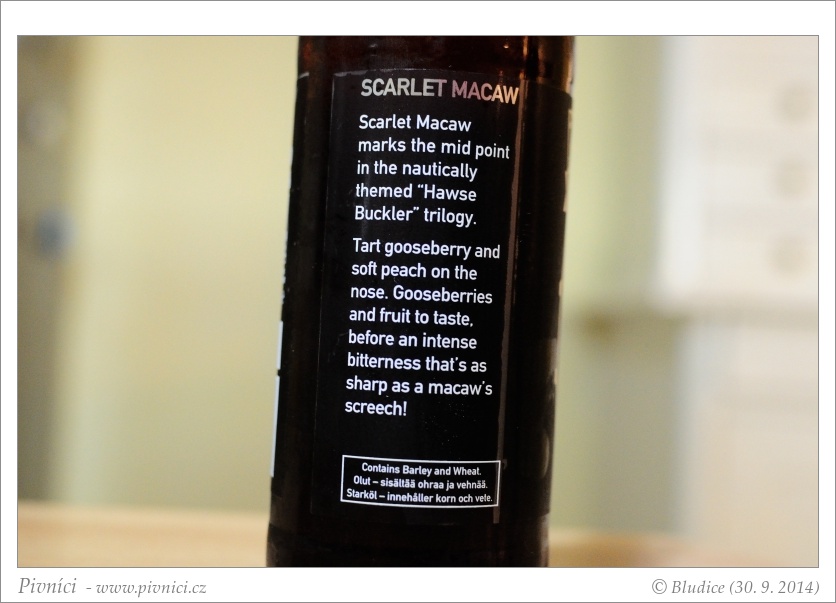 SCARLET MACAW
Scarlet Macaw
marks the mid point
in the nautically
themed “Hawse
Buckler” trilogy.
Tart gooseberry and
soft peach on the
nose. Gooseberries
and fruit to taste,
before an intense
bitterness that's as
sharp as a macaw's
screech!
Contains Barley and Wheat.
Olut – sisältää ohraa ja vehnää.
Starköl – innehåller korn och vete.
Pivníci - www.pivnici.cz
© Bludice (30. 9. 2014)